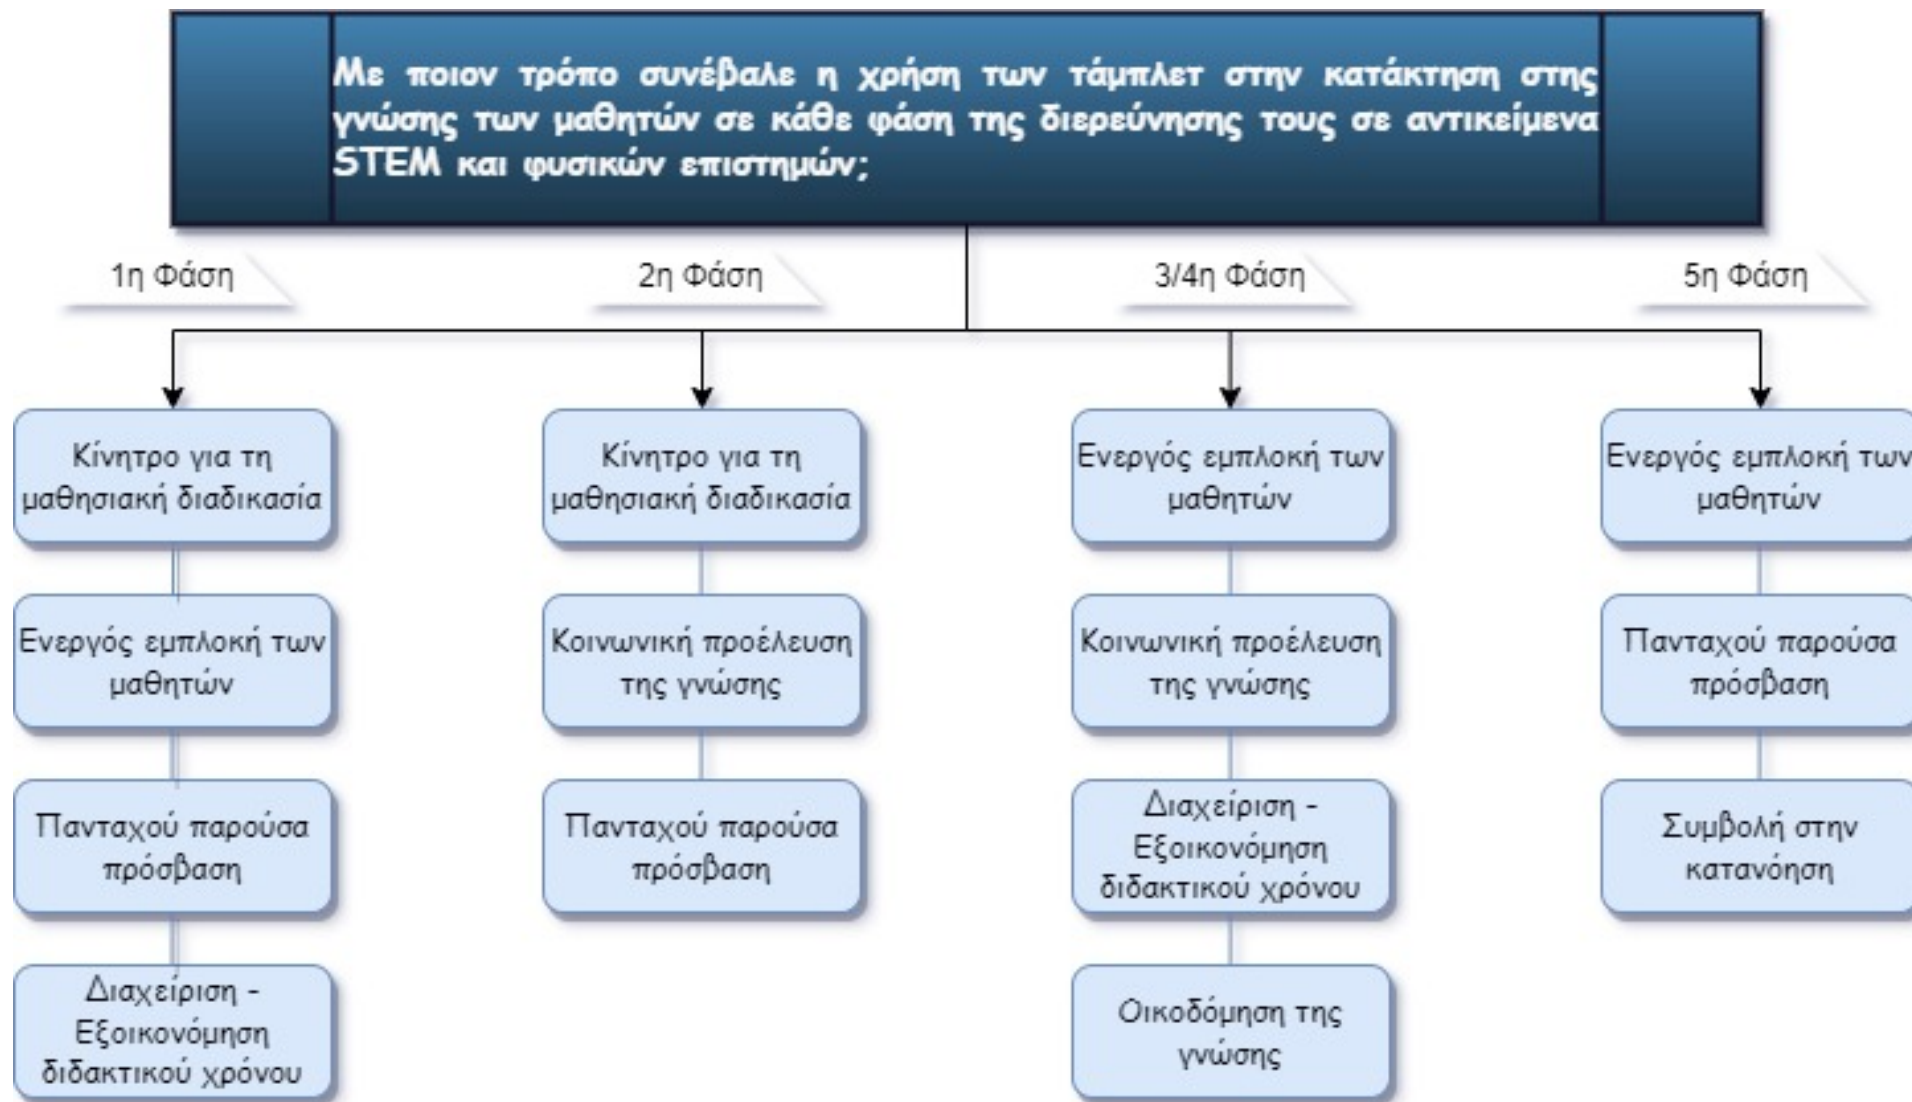 Με ποιον τρόπο συνέβαλε η χρήση των τάμπλετ στην κατάκτηση στης
γνώσης των μαθητών σε κάθε φάση της διερεύνησης τους σε αντικείμενα
STEM και φυσικών επιστημών;
1η Φάση
2η Φάση
3/4η Φάση
5η Φάση
Κίνητρο για τη
μαθησιακή διαδικασία
Ενεργός εμπλοκή των
μαθητών
Πανταχού παρούσα
πρόσβαση
Διαχείριση -
Εξοικονόμηση
διδακτικού χρόνου
Κίνητρο για τη
μαθησιακή διαδικασία
Κοινωνική προέλευση
της γνώσης
Πανταχού παρούσα
πρόσβαση
Ενεργός εμπλοκή των
μαθητών
Κοινωνική προέλευση
της γνώσης
Διαχείριση -
Εξοικονόμηση
διδακτικού χρόνου
Οικοδόμηση της
γνώσης
Ενεργός εμπλοκή των
μαθητών
Πανταχού παρούσα
πρόσβαση
Συμβολή στην
κατανόηση